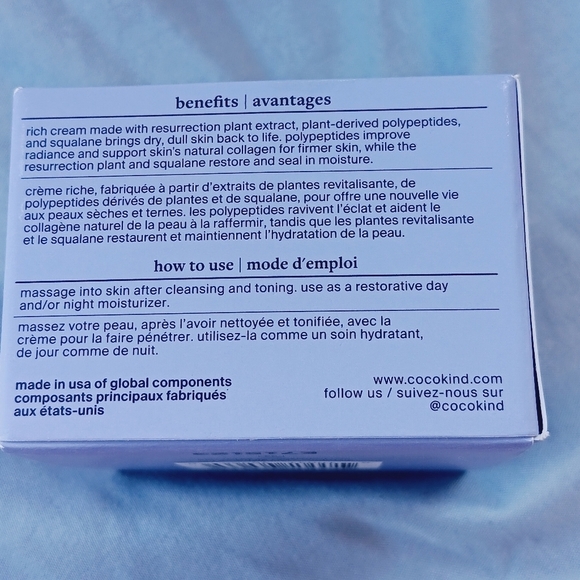 benefits | avantages
rich cream made with resurrection plant extract, plant-derived polypeptides,
and squalane brings dry, dull skin back to life. polypeptides improve
radiance and support skin's natural collagen for firmer skin, while the
resurrection plant and squalane restore and seal in moisture.
crème riche, fabriquée à partir d'extraits de plantes revitalisante, de
polypeptides dérivés de plantes et de squalane, pour offrir une nouvelle vie
aux peaux sèches et ternes. les polypeptides ravivent l'éclat et aident le
collagène naturel de la peau à la raffermir, tandis que les plantes revitalisante
et le squalane restaurent et maintiennent l'hydratation de la peau.
how to use | mode d'emploi
massage into skin after cleansing and toning. use as a restorative day
and/or night moisturizer.
massez votre peau, après l'avoir nettoyée et tonifiée, avec la
crème pour la faire pénétrer. utilisez-la comme un soin hydratant,
de jour comme de nuit.
made in usa of global components
composants principaux fabriqués
aux états-unis
www.cocokind.com
follow us / suivez-nous sur
@cocokind